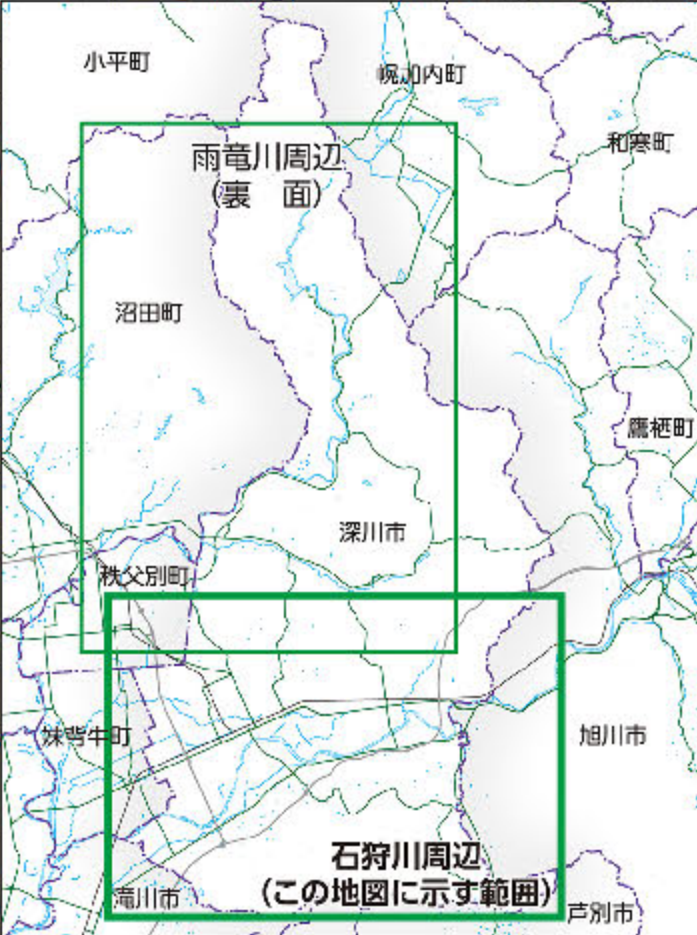 小平町
幌加内町
和寒町
雨竜川周辺
（裏　面）
沼田町
鷹栖町
深川市
秩父別町
妹背牛町
旭川市
石狩川周辺
（この地図に示す範囲）
滝川市
芦別市